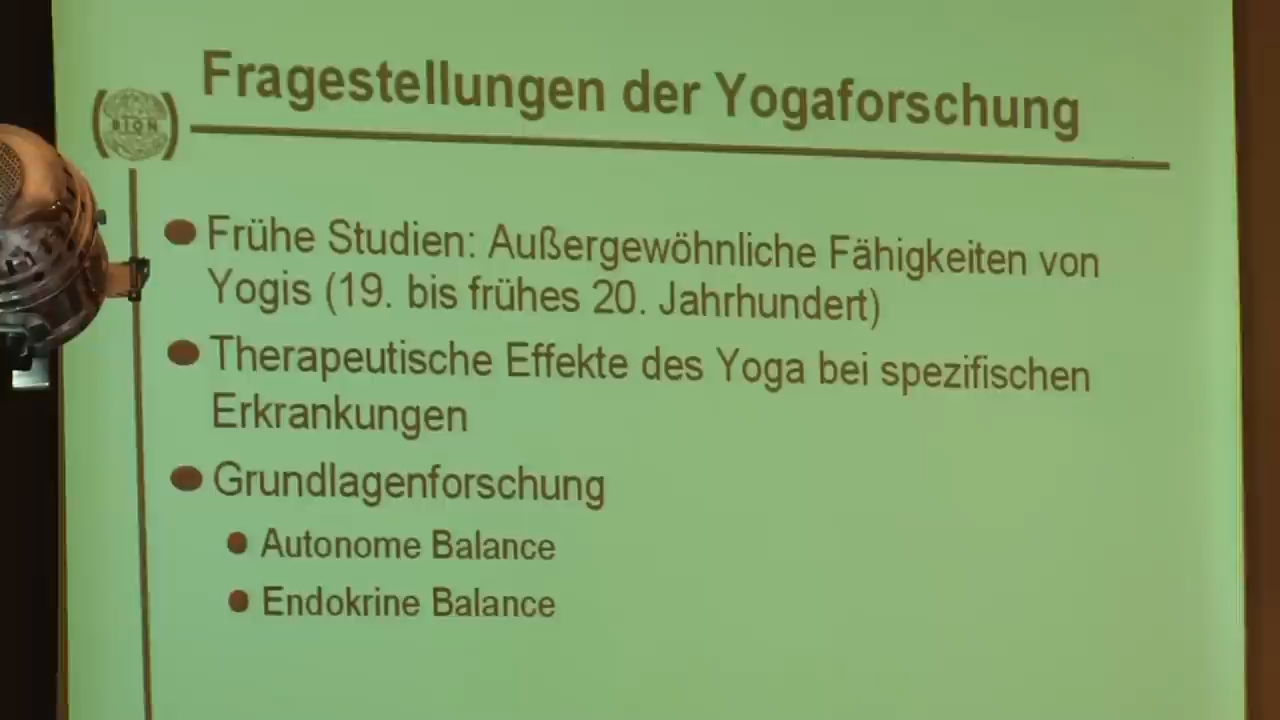 Fragestellungen der Yogaforschung
BION
Frühe Studien: Außergewöhnliche Fähigkeiten von
Yogis (19. bis frühes 20. Jahrhundert)
Therapeutische Effekte des Yoga bei spezifischen
Erkrankungen
Grundlagenforschung
Autonome Balance
Endokrine Balance